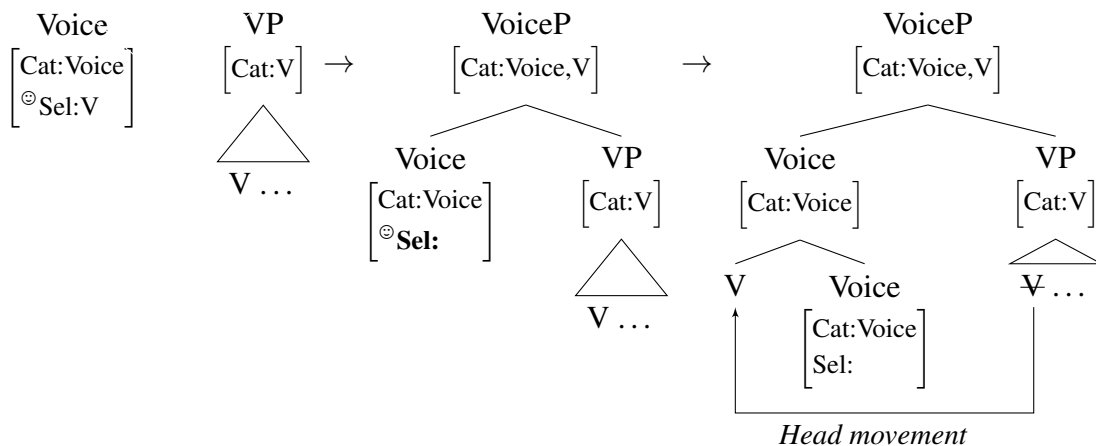 Voice VP VoiceP VoiceP
[Cat:Voice [Cat:V] → [Cat:Voice,V] → [Cat:Voice,V]
☺Sel:V]
Voice VP Voice VP
V …
[Cat:Voice [Cat:V] [Cat:Voice] [Cat:V]
☺Sel:]
V Voice V …
V … [Cat:Voice
Sel:]
Head movement